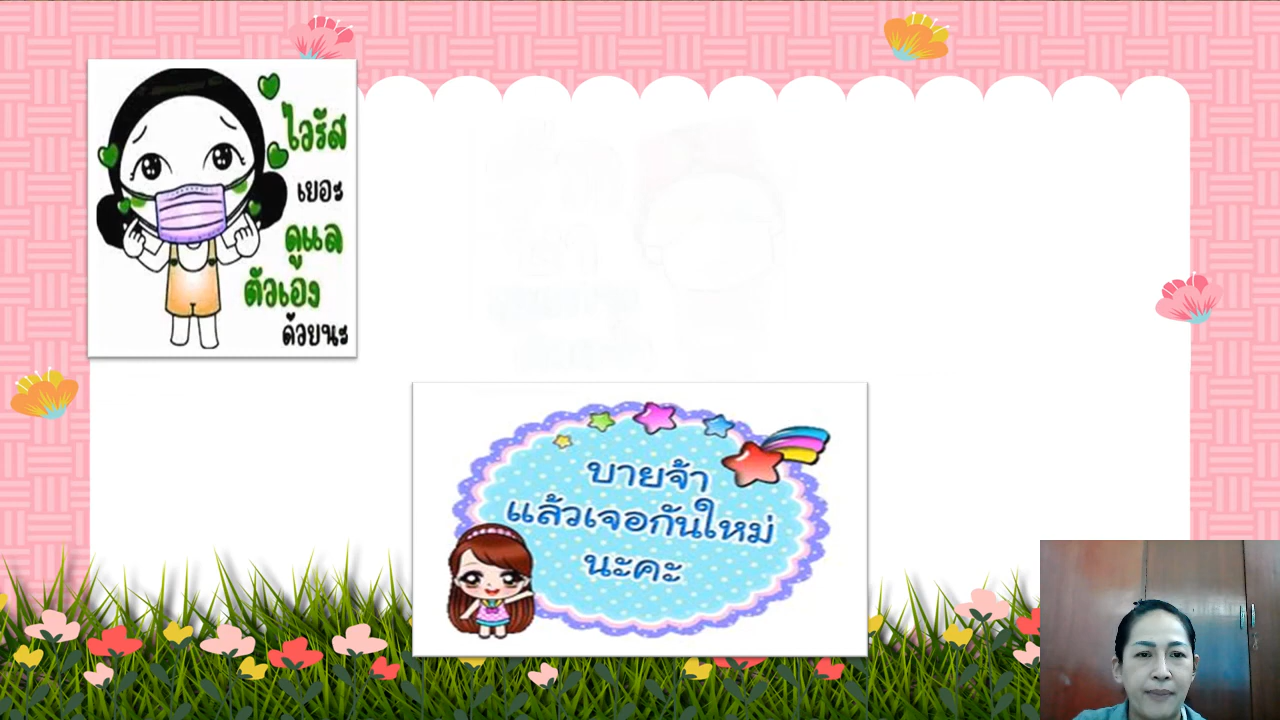 ไวรัส
เยอะ
ดูแล
ตัวเอง
ด้วยนะ
บายจ้า
แล้วเจอกันใหม่
นะคะ